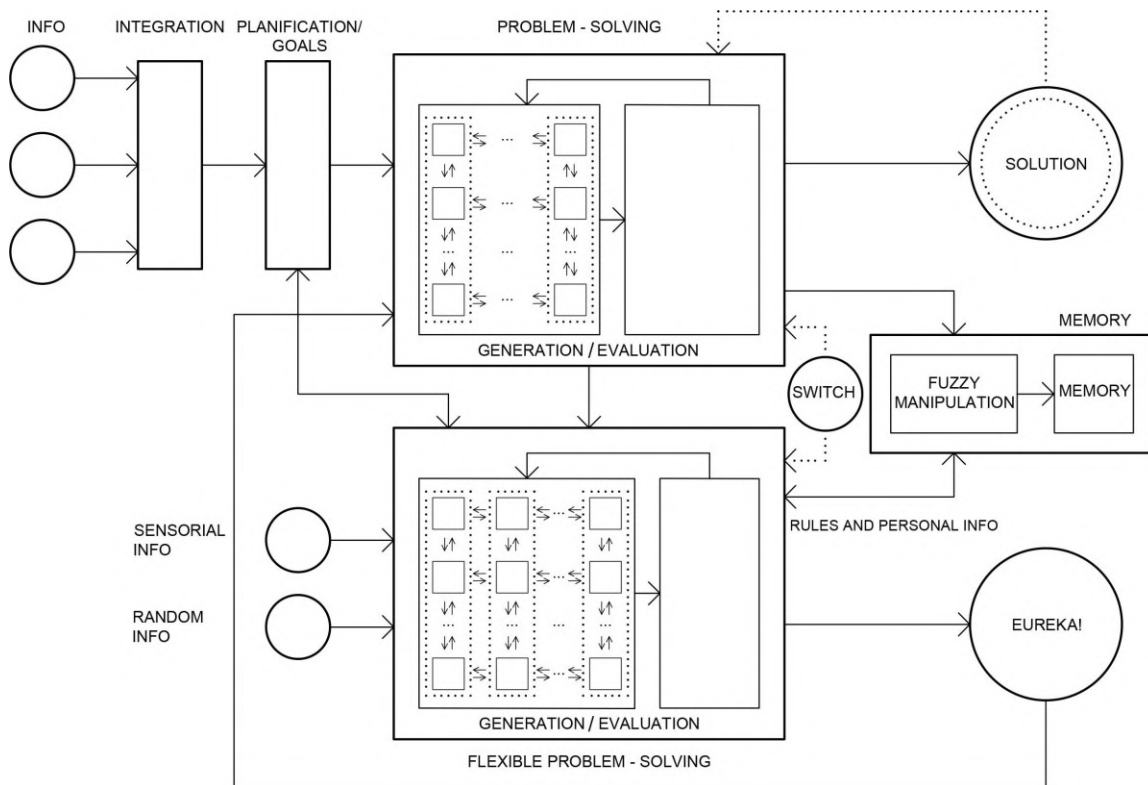 INFO
INTEGRATION
PLANIFICATION/
GOALS
PROBLEM - SOLVING
...
...
...
...
...
SOLUTION
GENERATION / EVALUATION
MEMORY
SWITCH
FUZZY
MANIPULATION
MEMORY
SENSORIAL
INFO
RULES AND PERSONAL INFO
RANDOM
INFO
EUREKA!
GENERATION / EVALUATION
FLEXIBLE PROBLEM - SOLVING